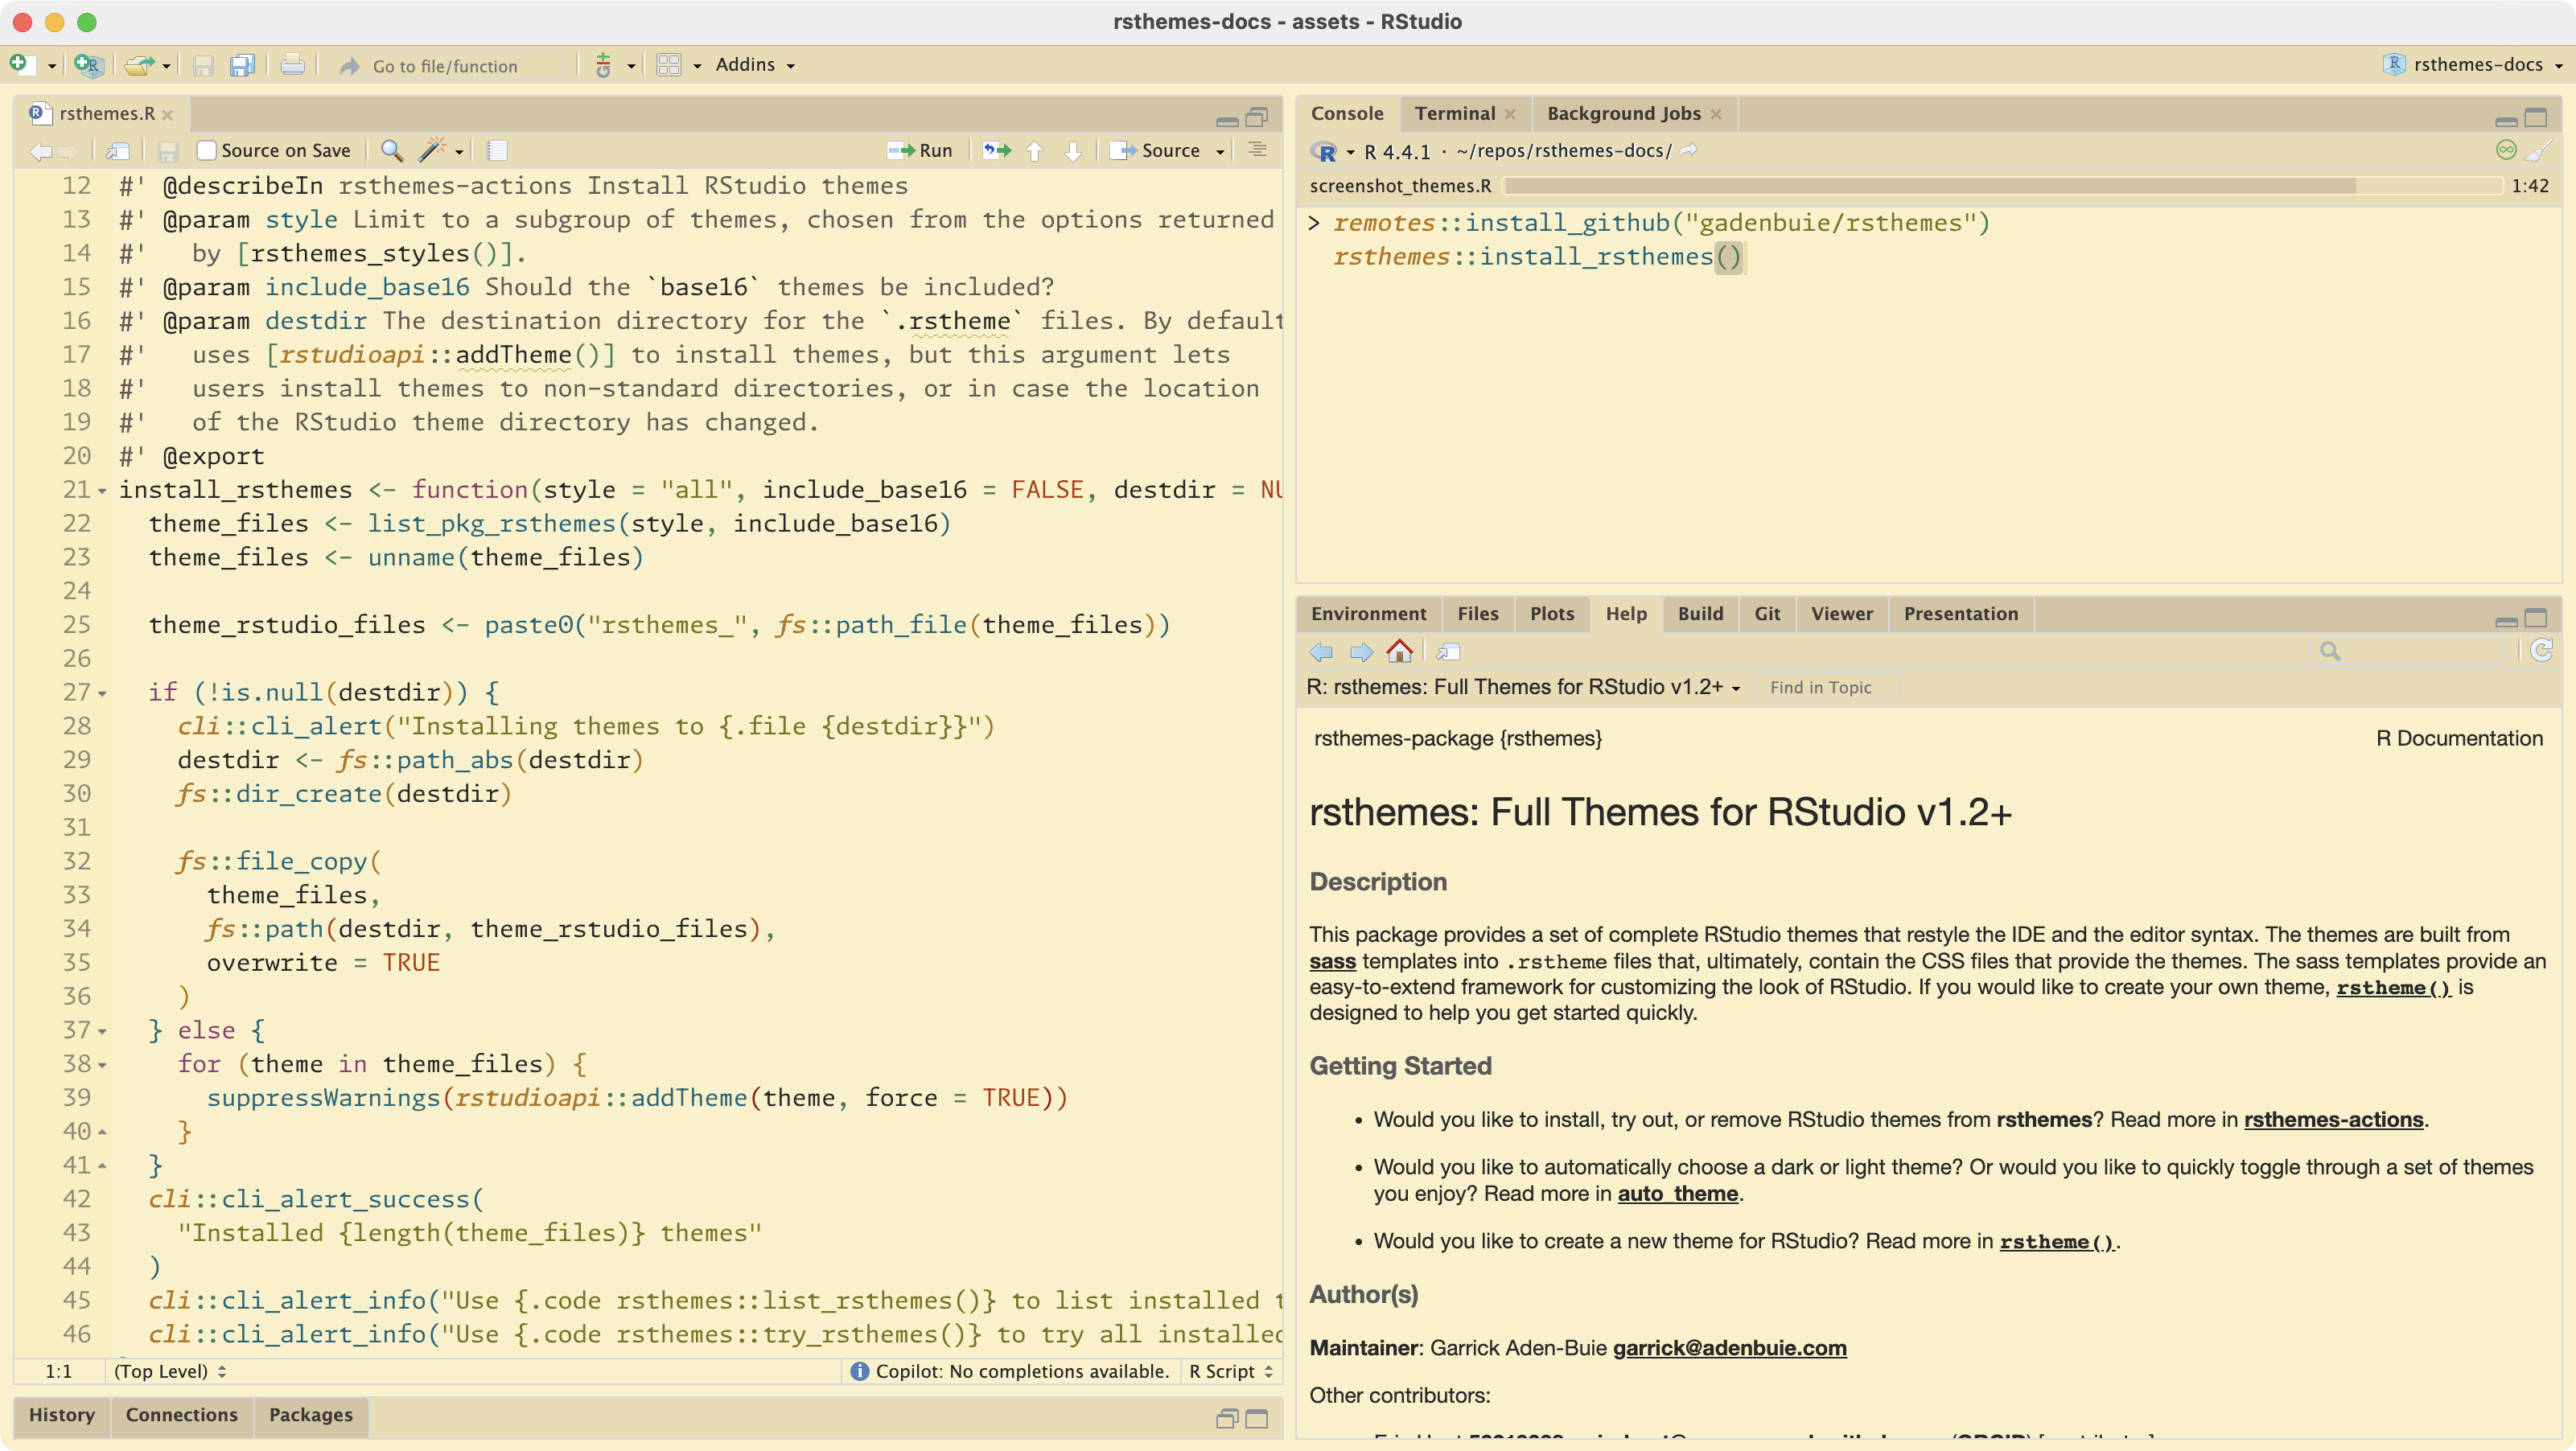 rsthemes-docs - assets - RStudio
Go to file/function
Addins
rsthemes-docs
rsthemes.R
Source on Save
Run
Source
12 #' @describeIn rsthemes-actions Install RStudio themes
13 #' @param style Limit to a subgroup of themes, chosen from the options returned
14 #'   by [rsthemes_styles()].
15 #' @param include_base16 Should the `base16` themes be included?
16 #' @param destdir The destination directory for the `.rstheme` files. By default
17 #'   uses [rstudioapi::addTheme()] to install themes, but this argument lets
18 #'   users install themes to non-standard directories, or in case the location
19 #'   of the RStudio theme directory has changed.
20 #' @export
21 install_rsthemes <- function(style = "all", include_base16 = FALSE, destdir =
22   theme_files <- list_pkg_rsthemes(style, include_base16)
23   theme_files <- unname(theme_files)
24
25   theme_rstudio_files <- paste0("rsthemes_", fs::path_file(theme_files))
26
27   if (!is.null(destdir)) {
28     cli::cli_alert("Installing themes to {.file {destdir}}")
29     destdir <- fs::path_abs(destdir)
30     fs::dir_create(destdir)
31
32     fs::file_copy(
33       theme_files,
34       fs::path(destdir, theme_rstudio_files),
35       overwrite = TRUE
36     )
37   } else {
38     for (theme in theme_files) {
39       suppressWarnings(rstudioapi::addTheme(theme, force = TRUE))
40     }
41   }
42   cli::cli_alert_success(
43     "Installed {length(theme_files)} themes"
44   )
45   cli::cli_alert_info("Use {.code rsthemes::list_rsthemes()} to list installed
46   cli::cli_alert_info("Use {.code rsthemes::try_rsthemes()} to try all installed
1:1
(Top Level)
Copilot: No completions available.
R Script
History
Connections
Packages
Console
Terminal
Background Jobs
R 4.4.1 · ~/repos/rsthemes-docs/
screenshot_themes.R
1:42
> remotes::install_github("gadenbuie/rsthemes")
rsthemes::install_rsthemes()
Environment
Files
Plots
Help
Build
Git
Viewer
Presentation
R: rsthemes: Full Themes for RStudio v1.2+
Find in Topic
rsthemes-package {rsthemes}
R Documentation
rsthemes: Full Themes for RStudio v1.2+
Description
This package provides a set of complete RStudio themes that restyle the IDE and the editor syntax. The themes are built from
sass templates into .rstheme files that, ultimately, contain the CSS files that provide the themes. The sass templates provide an
easy-to-extend framework for customizing the look of RStudio. If you would like to create your own theme, rstheme() is
designed to help you get started quickly.
Getting Started
• Would you like to install, try out, or remove RStudio themes from rsthemes? Read more in rsthemes-actions.
• Would you like to automatically choose a dark or light theme? Or would you like to quickly toggle through a set of themes
you enjoy? Read more in auto_theme.
• Would you like to create a new theme for RStudio? Read more in rstheme().
Author(s)
Maintainer: Garrick Aden-Buie garrick@adenbuie.com
Other contributors: